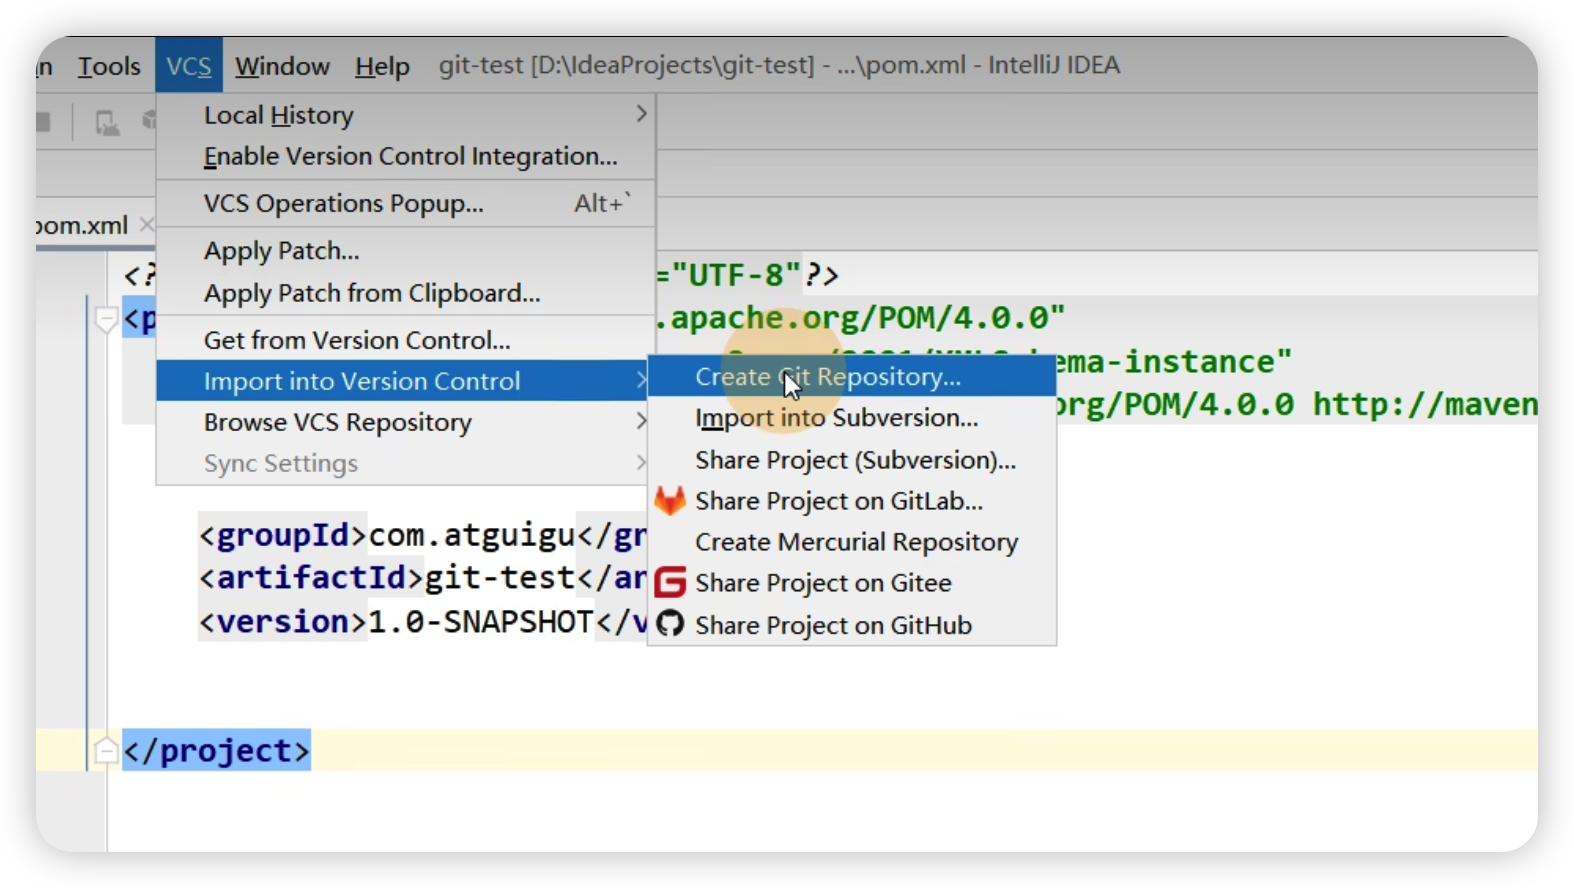 Tools VCS Window Help git-test [D:\IdeaProjects\git-test] - ...\pom.xml - IntelliJ IDEA
Local History
Enable Version Control Integration...
VCS Operations Popup... Alt+`
pom.xml
Apply Patch...
Apply Patch from Clipboard...
Get from Version Control...
Import into Version Control
Browse VCS Repository
Sync Settings
Create Git Repository...
Import into Subversion...
Share Project (Subversion)...
Share Project on GitLab...
Create Mercurial Repository
Share Project on Gitee
Share Project on GitHub
<? ="UTF-8"?>
<p .apache.org/POM/4.0.0"
ema-instance"
org/POM/4.0.0 http://maven
<groupId>com.atguigu</gr
<artifactId>git-test</ar
<version>1.0-SNAPSHOT</v
</project>